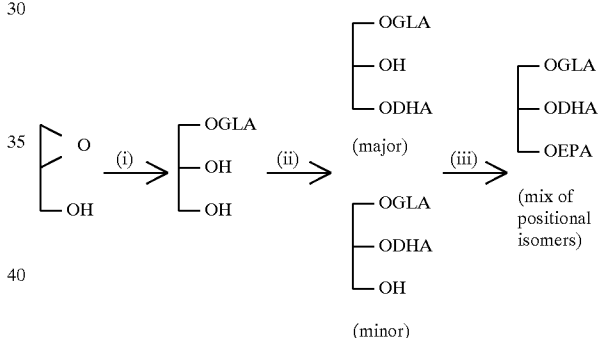 30
OGLA
OH
ODHA
(major)
OGLA
ODHA
OEPA
(mix of
positional
isomers)
35
O
OH
(i)
OGLA
OH
OH
(ii)
(iii)
OGLA
ODHA
OH
(minor)
40